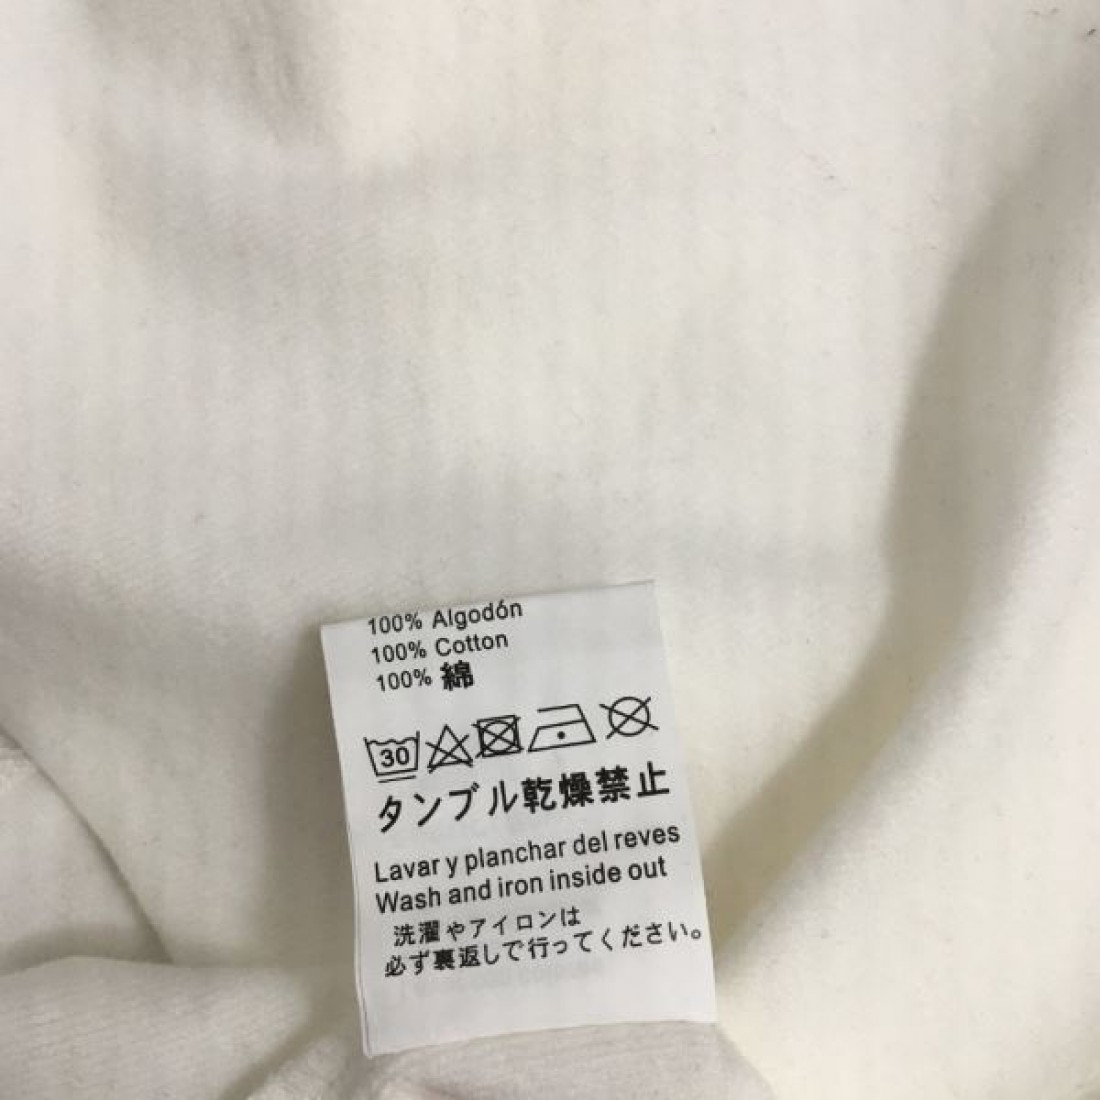 100% Algodón
100% Cotton
100% 綿
30
タンブル乾燥禁止
Lavar y planchar del reves
Wash and iron inside out
洗濯やアイロンは
必ず裏返しで行ってください。